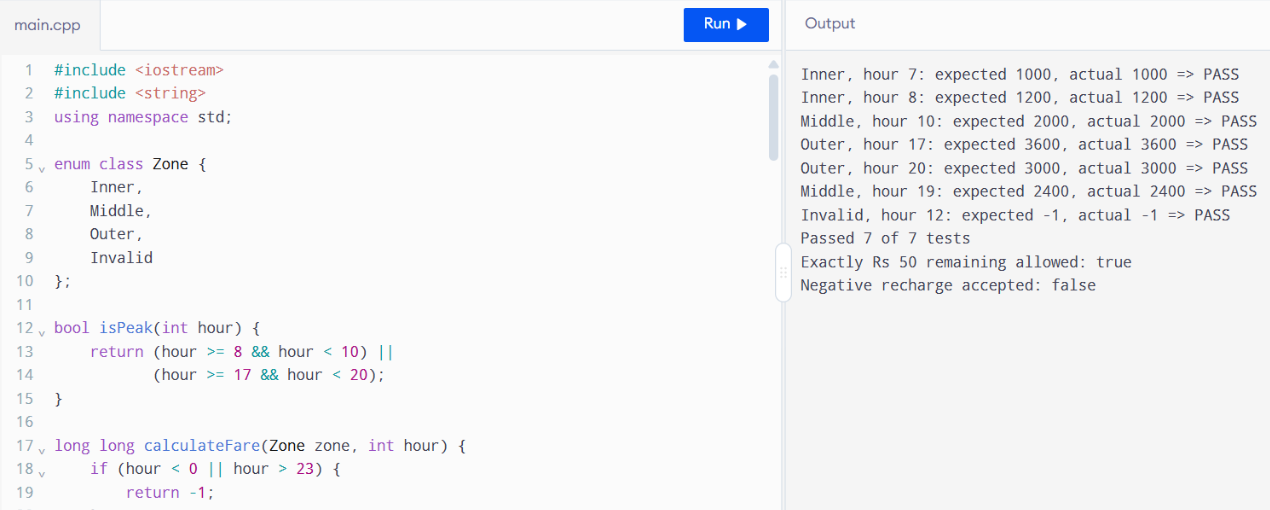 main.cpp
Run
Output
1 #include <iostream>
2 #include <string>
3 using namespace std;
4
5 enum class Zone {
6     Inner,
7     Middle,
8     Outer,
9     Invalid
10 };
11
12 bool isPeak(int hour) {
13     return (hour >= 8 && hour < 10) ||
14            (hour >= 17 && hour < 20);
15 }
16
17 long long calculateFare(Zone zone, int hour) {
18     if (hour < 0 || hour > 23) {
19         return -1;
Inner, hour 7: expected 1000, actual 1000 => PASS
Inner, hour 8: expected 1200, actual 1200 => PASS
Middle, hour 10: expected 2000, actual 2000 => PASS
Outer, hour 17: expected 3600, actual 3600 => PASS
Outer, hour 20: expected 3000, actual 3000 => PASS
Middle, hour 19: expected 2400, actual 2400 => PASS
Invalid, hour 12: expected -1, actual -1 => PASS
Passed 7 of 7 tests
Exactly Rs 50 remaining allowed: true
Negative recharge accepted: false